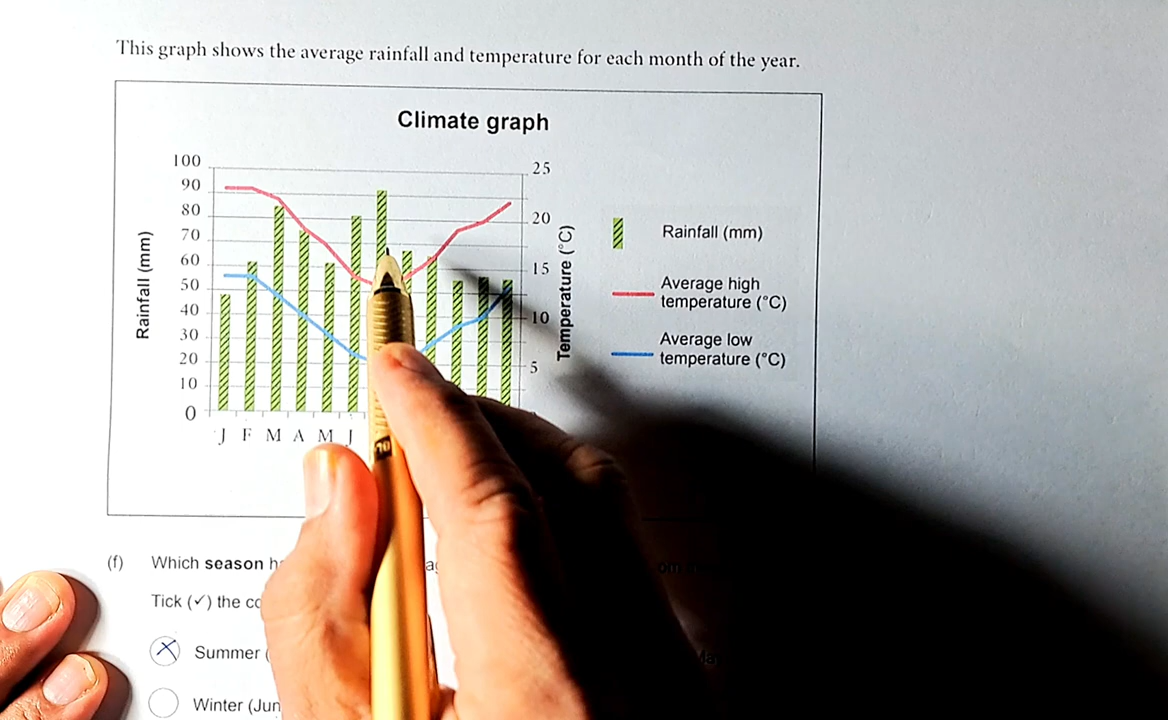 This graph shows the average rainfall and temperature for each month of the year.
Climate graph
100
90
80
70
60
50
40
30
20
10
0
Rainfall (mm)
25
20
15
10
5
Temperature (°C)
J F M A M J
Rainfall (mm)
Average high
temperature (°C)
Average low
temperature (°C)
(f) Which season
Tick (✓) the
Summer (
Winter (Jun